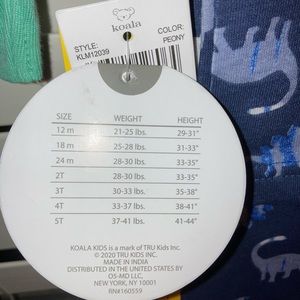 koala
STYLE:
KLM12039
COLOR:
PEONY
SIZE WEIGHT HEIGHT
12 m 21-25 lbs. 29-31"
18 m 25-28 lbs. 31-33"
24 m 28-30 lbs. 33-35"
2T 28-30 lbs. 33-35"
3T 30-33 lbs. 35-38"
4T 33-37 lbs. 38-41"
5T 37-41 lbs. 41-44"
KOALA KIDS is a mark of TRU Kids Inc.
© 2020 TRU KIDS INC.
MADE IN INDIA
DISTRIBUTED IN THE UNITED STATES BY
O5-MD LLC,
NEW YORK, NY 10001
RN#160559